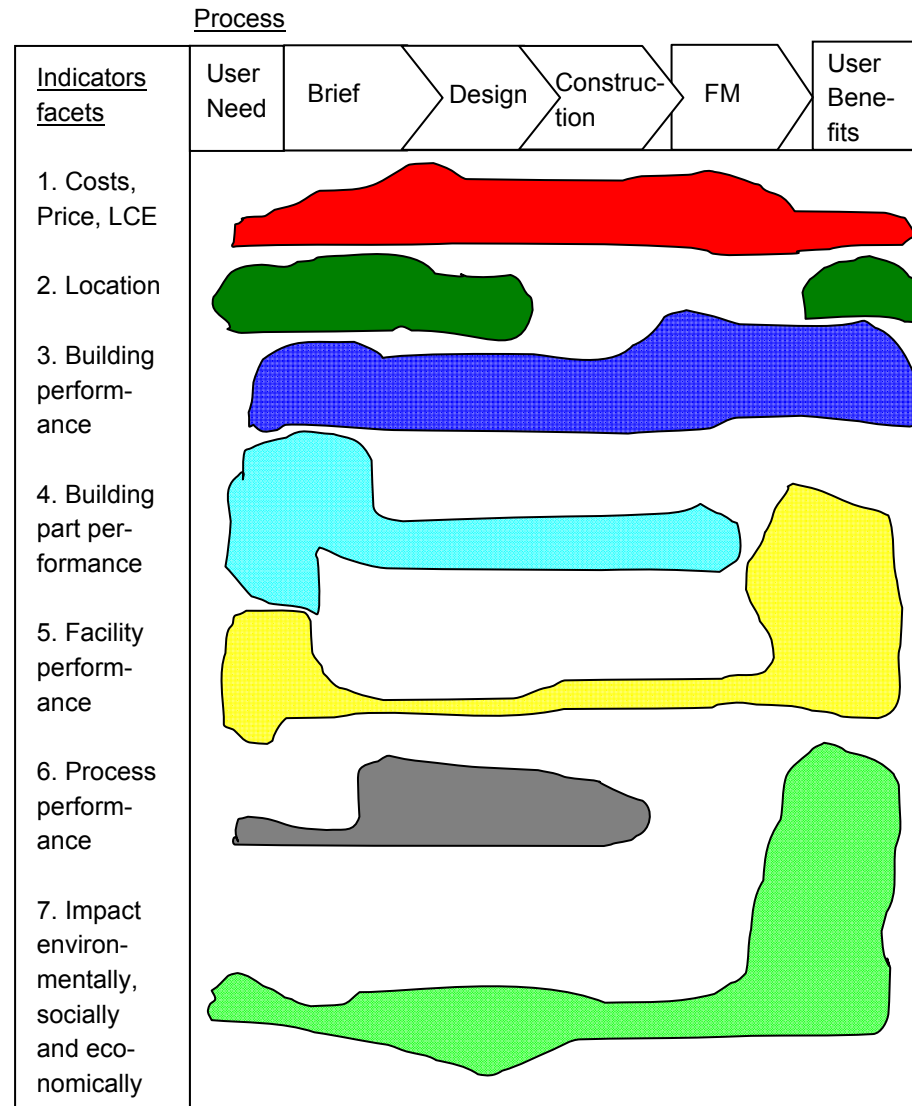 Process
Indicators
facets
User
Need
Brief
Design
Construc-
tion
FM
User
Bene-
fits
1. Costs,
Price, LCE
2. Location
3. Building
perform-
ance
4. Building
part per-
formance
5. Facility
perform-
ance
6. Process
perform-
ance
7. Impact
environ-
mentally,
socially
and eco-
nomically